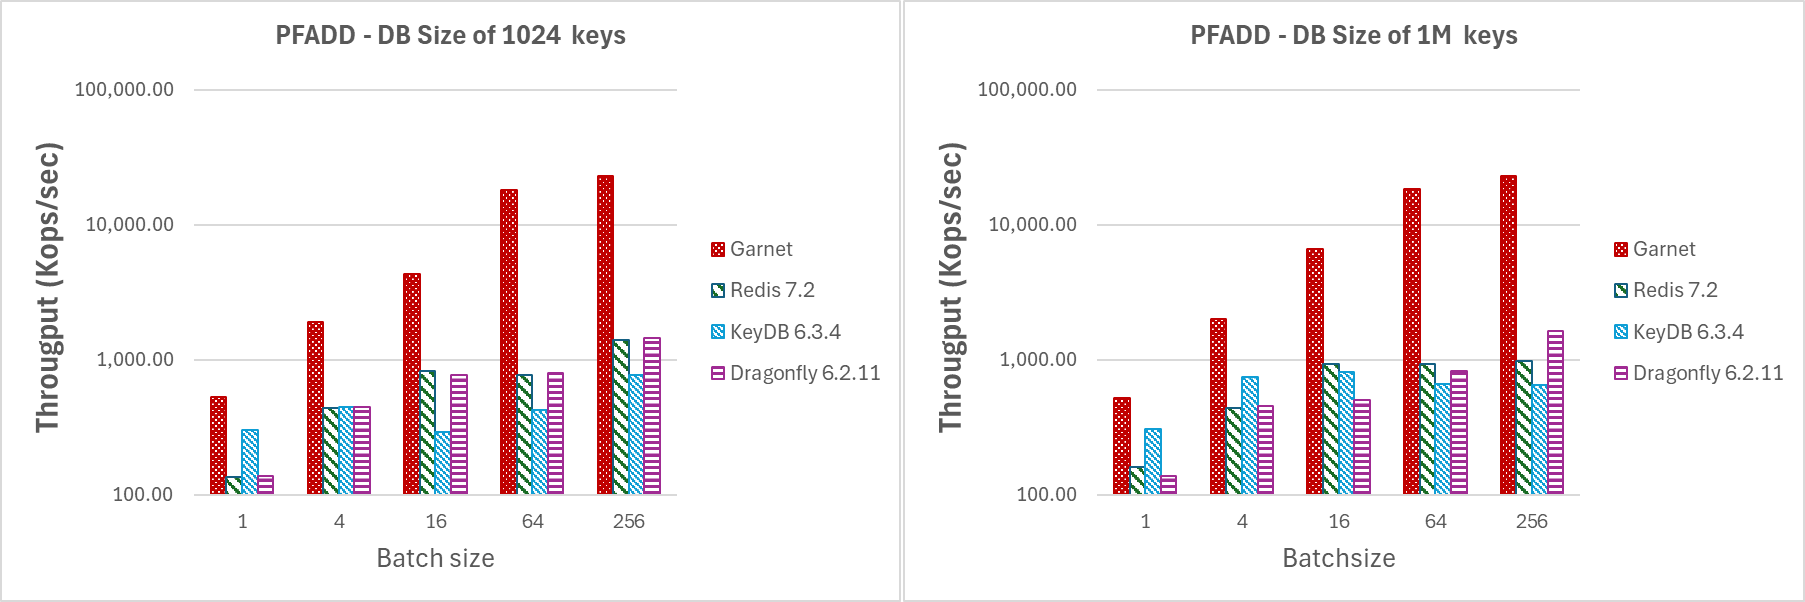 PFADD - DB Size of 1024 keys
Througput (Kops/sec)
100,000.00
10,000.00
1,000.00
100.00
1 4 16 64 256
Batch size
Garnet
Redis 7.2
KeyDB 6.3.4
Dragonfly 6.2.11
PFADD - DB Size of 1M keys
Througput (Kops/sec)
100,000.00
10,000.00
1,000.00
100.00
1 4 16 64 256
Batchsize
Garnet
Redis 7.2
KeyDB 6.3.4
Dragonfly 6.2.11